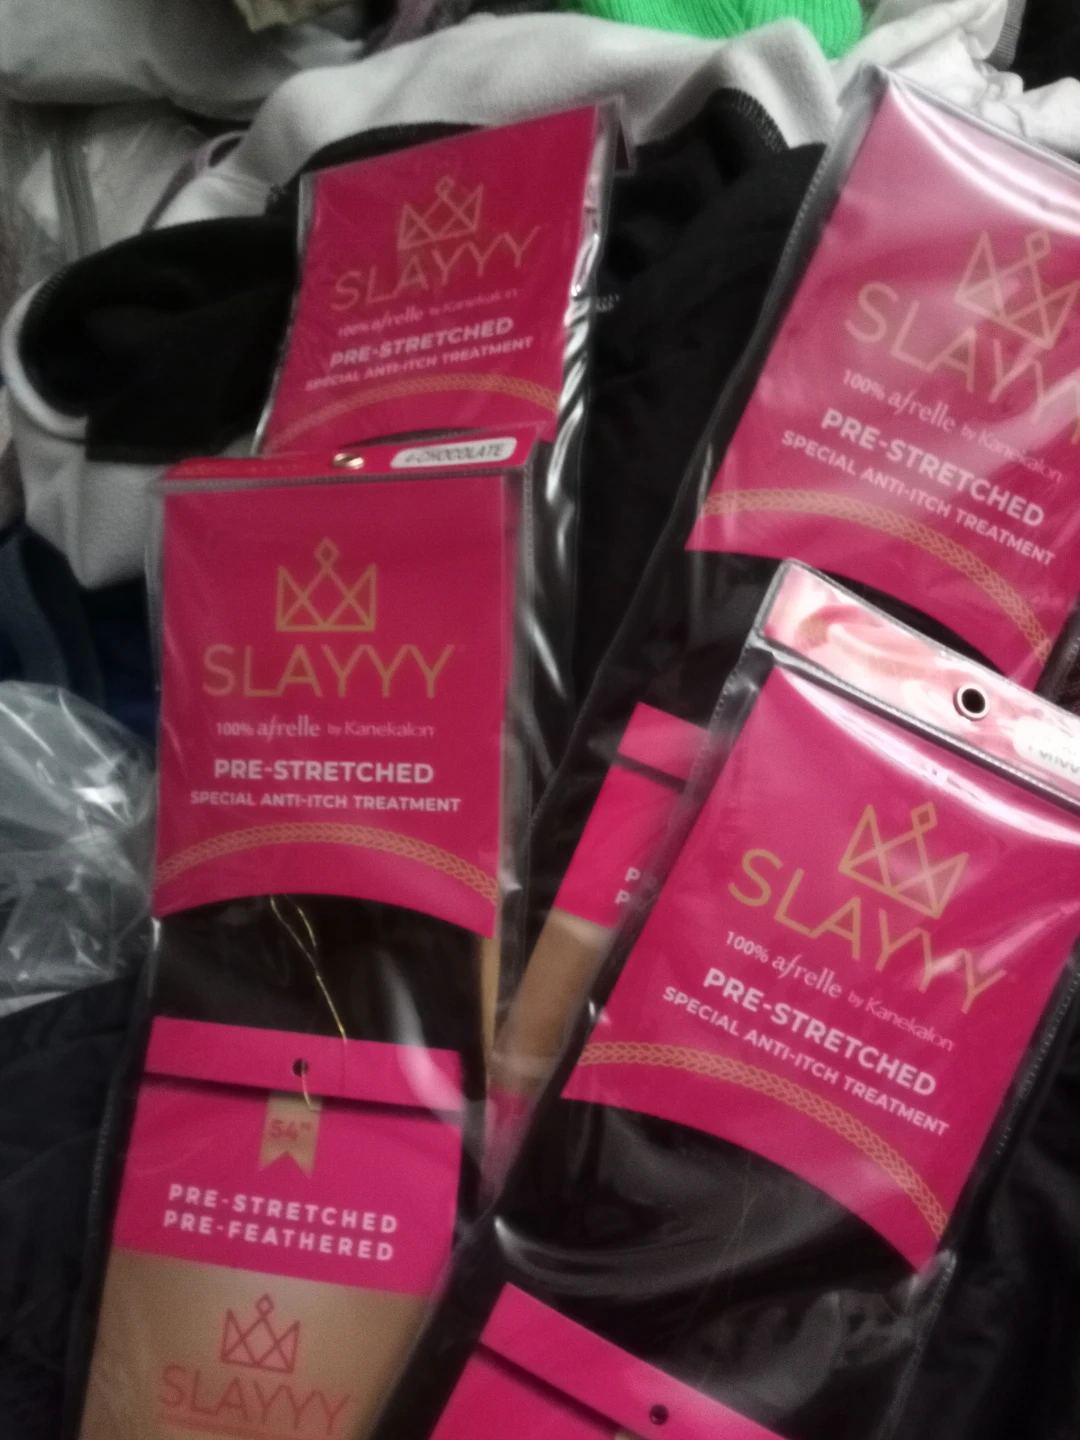 SLAYYY
100% afrelle by Kanekalon
PRE-STRETCHED
SPECIAL ANTI-ITCH TREATMENT
SLAYYY
100% afrelle by Kanekalon
PRE-STRETCHED
SPECIAL ANTI-ITCH TREATMENT
4-CHOCOLATE
SLAYYY
100% afrelle by Kanekalon
PRE-STRETCHED
SPECIAL ANTI-ITCH TREATMENT
54"
PRE-STRETCHED
PRE-FEATHERED
SLAYYY
P
P
SLAYYY
100% afrelle by Kanekalon
PRE-STRETCHED
SPECIAL ANTI-ITCH TREATMENT